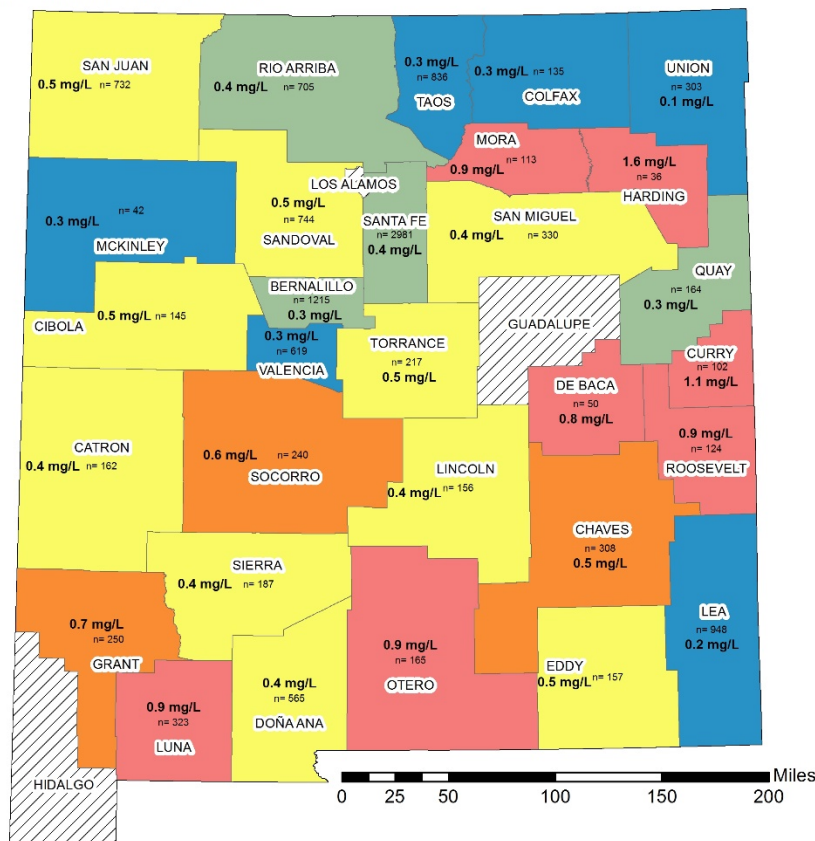 SAN JUAN
0.5 mg/L n= 732
RIO ARRIBA
0.4 mg/L n= 705
0.3 mg/L
n= 836
TAOS
0.3 mg/L n= 135
COLFAX
UNION
n= 303
0.1 mg/L
MORA
0.9 mg/L n= 113
1.6 mg/L
n= 36
HARDING
LOS ALAMOS
0.3 mg/L n= 42
MCKINLEY
0.5 mg/L
n= 744
SANDOVAL
SANTA FE
n= 2981
0.4 mg/L
SAN MIGUEL
0.4 mg/L n= 330
QUAY
n= 164
0.3 mg/L
BERNALILLO
n= 1215
0.3 mg/L
0.5 mg/L n= 145
CIBOLA
0.3 mg/L
n= 619
VALENCIA
TORRANCE
n= 217
0.5 mg/L
GUADALUPE
CURRY
n= 102
1.1 mg/L
DE BACA
n= 50
0.8 mg/L
0.9 mg/L
n= 124
ROOSEVELT
CATRON
0.4 mg/L n= 162
0.6 mg/L n= 240
SOCORRO
LINCOLN
0.4 mg/L n= 156
CHAVES
n= 308
0.5 mg/L
SIERRA
0.4 mg/L n= 187
LEA
n= 948
0.2 mg/L
0.7 mg/L
n= 250
GRANT
0.9 mg/L
n= 165
OTERO
EDDY
0.5 mg/L n= 157
0.4 mg/L
n= 565
DOÑA ANA
0.9 mg/L
n= 323
LUNA
HIDALGO
Miles
0 25 50 100 150 200